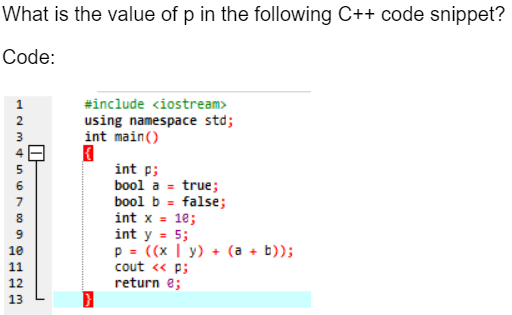 What is the value of p in the following C++ code snippet?
Code:
1 #include <iostream>
2 using namespace std;
3 int main()
4 {
5 int p;
6 bool a = true;
7 bool b = false;
8 int x = 10;
9 int y = 5;
10 p = ((x | y) + (a + b));
11 cout << p;
12 return 0;
13 }